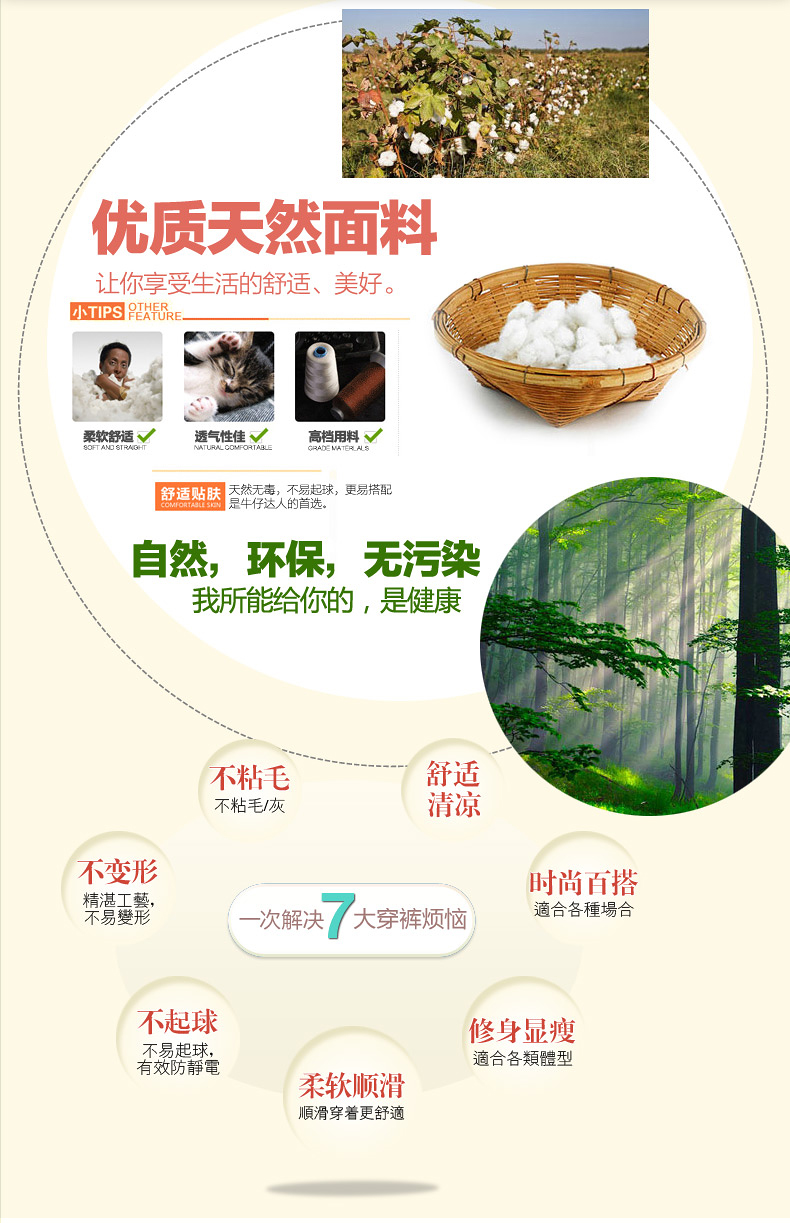 优质天然面料
让你享受生活的舒适、美好。
小TIPS OTHER
FEATURE
柔软舒适
SOFT AND STRAIGHT
透气性佳
NATURAL COMFORTABLE
高档用料
GRADE MATERLALS
舒适贴肤
COMFORTABLE SKIN
天然无毒，不易起球，更易搭配
是牛仔达人的首选。
自然，环保，无污染
我所能给你的，是健康
不粘毛
不粘毛/灰
舒适
清凉
不变形
精湛工藝，
不易變形
时尚百搭
適合各種場合
一次解决7大穿裤烦恼
不起球
不易起球，
有效防靜電
修身显瘦
適合各類體型
柔软顺滑
順滑穿着更舒適